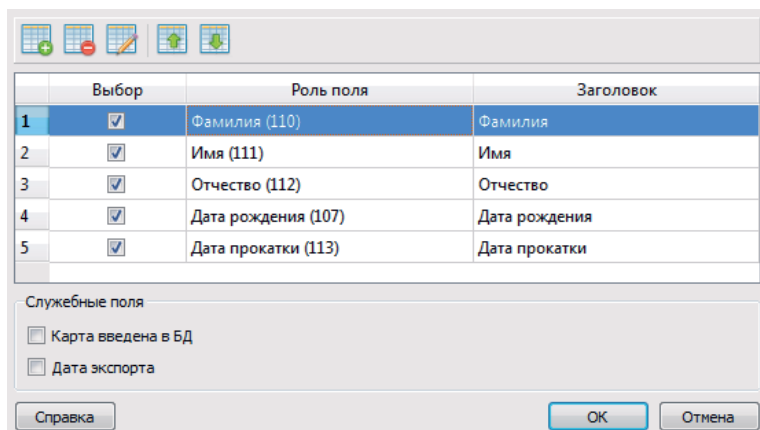 Выбор Роль поля Заголовок
1 Фамилия (110) Фамилия
2 Имя (111) Имя
3 Отчество (112) Отчество
4 Дата рождения (107) Дата рождения
5 Дата прокатки (113) Дата прокатки
Служебные поля
Карта введена в БД
Дата экспорта
Справка ОК Отмена